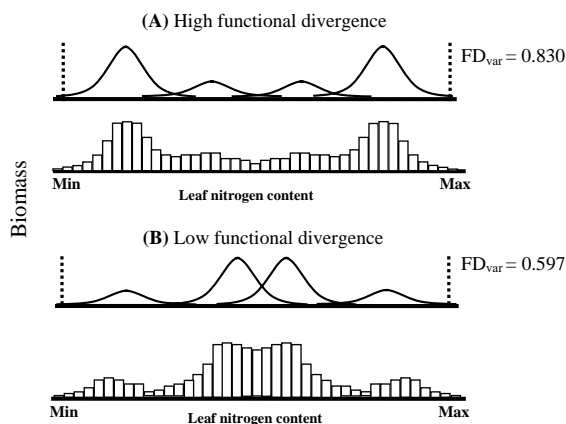 (A) High functional divergence
FDvar = 0.830
Min
Max
Leaf nitrogen content
Biomass
(B) Low functional divergence
FDvar = 0.597
Min
Max
Leaf nitrogen content